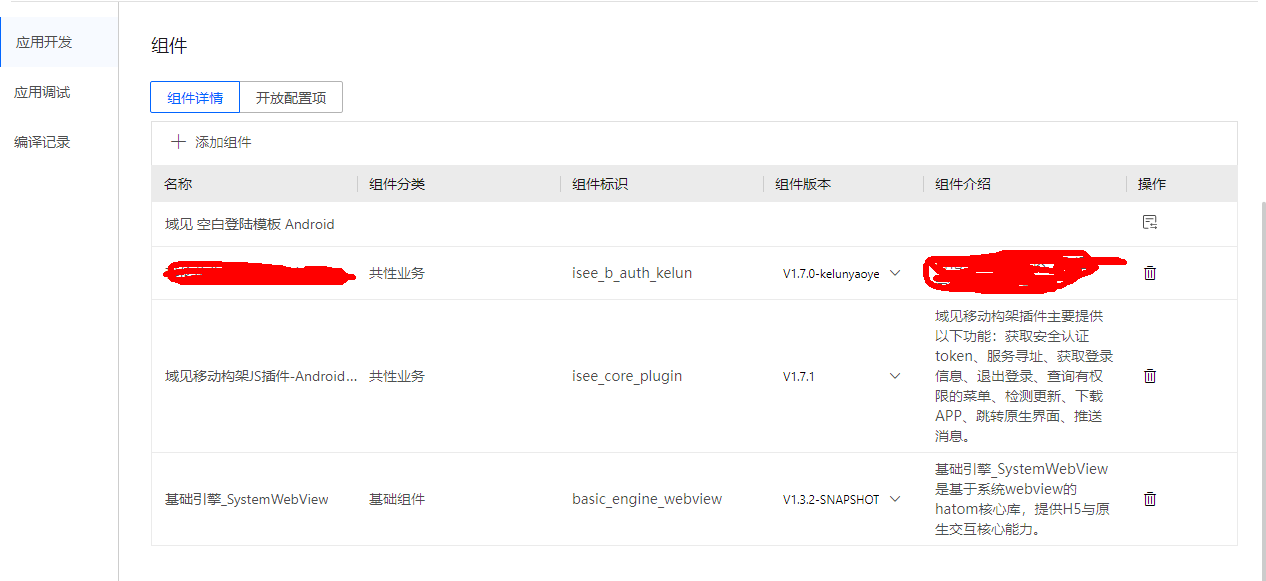 应用开发
应用调试
编译记录
组件
组件详情 开放配置项
添加组件
名称 组件分类 组件标识 组件版本 组件介绍 操作
域见 空白登陆模板 Android
共性业务 isee_b_auth_kelun V1.7.0-kelunyaoye
域见移动构架JS插件-Android... 共性业务 isee_core_plugin V1.7.1
域见移动构架插件主要提供
以下功能：获取安全认证
token、服务寻址、获取登录
信息、退出登录、查询有权
限的菜单、检测更新、下载
APP、跳转原生界面、推送
消息。
基础引擎_SystemWebView 基础组件 basic_engine_webview V1.3.2-SNAPSHOT
基础引擎_SystemWebView
是基于系统webview的
hatom核心库，提供H5与原
生交互核心能力。